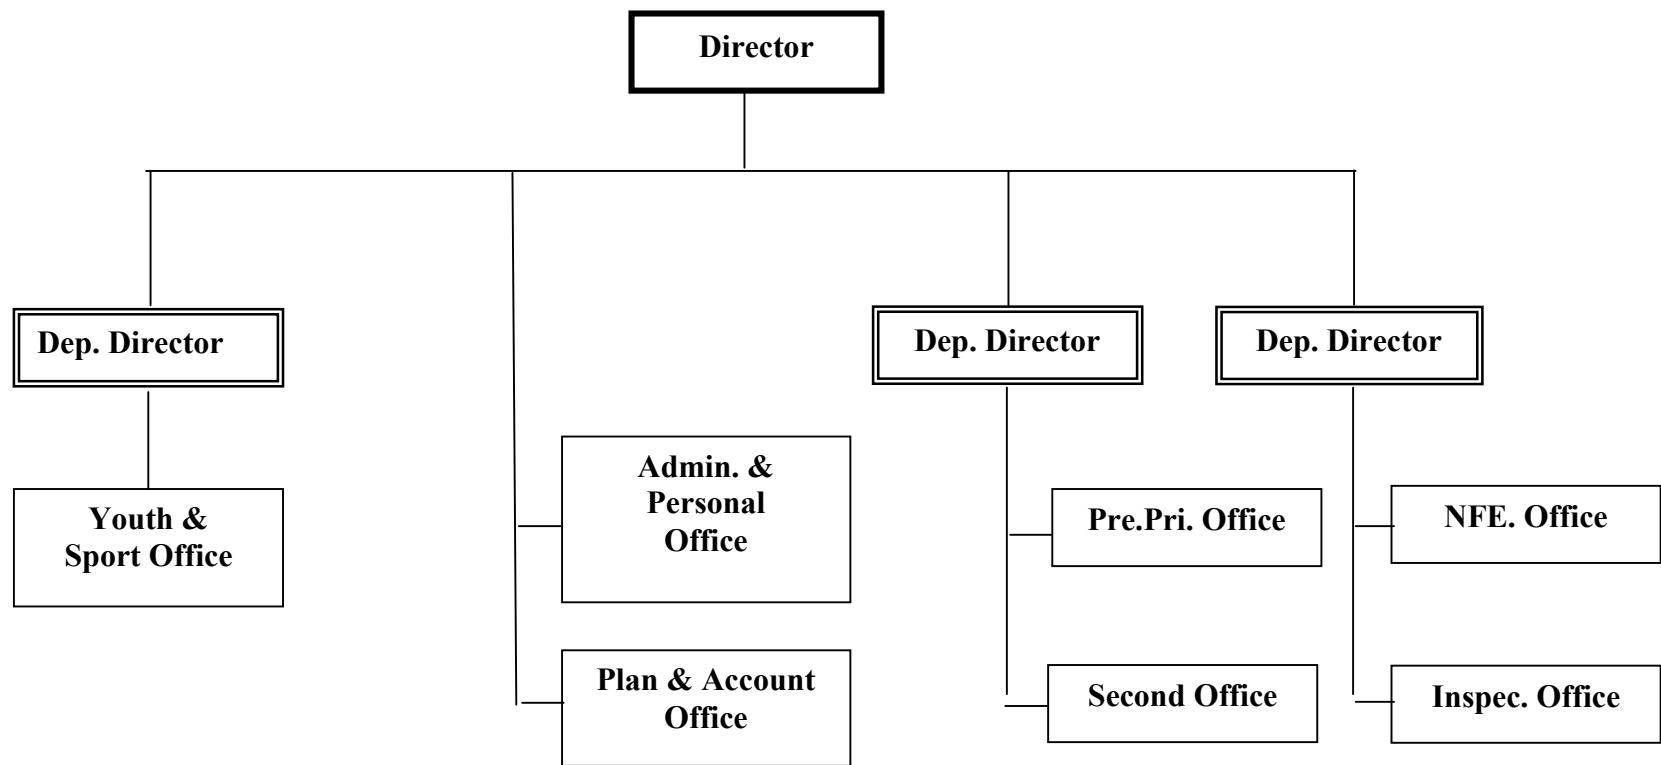 Director
Dep. Director
Dep. Director
Dep. Director
Youth &
Sport Office
Admin. &
Personal
Office
Pre.Pri. Office
NFE. Office
Plan & Account
Office
Second Office
Inspec. Office